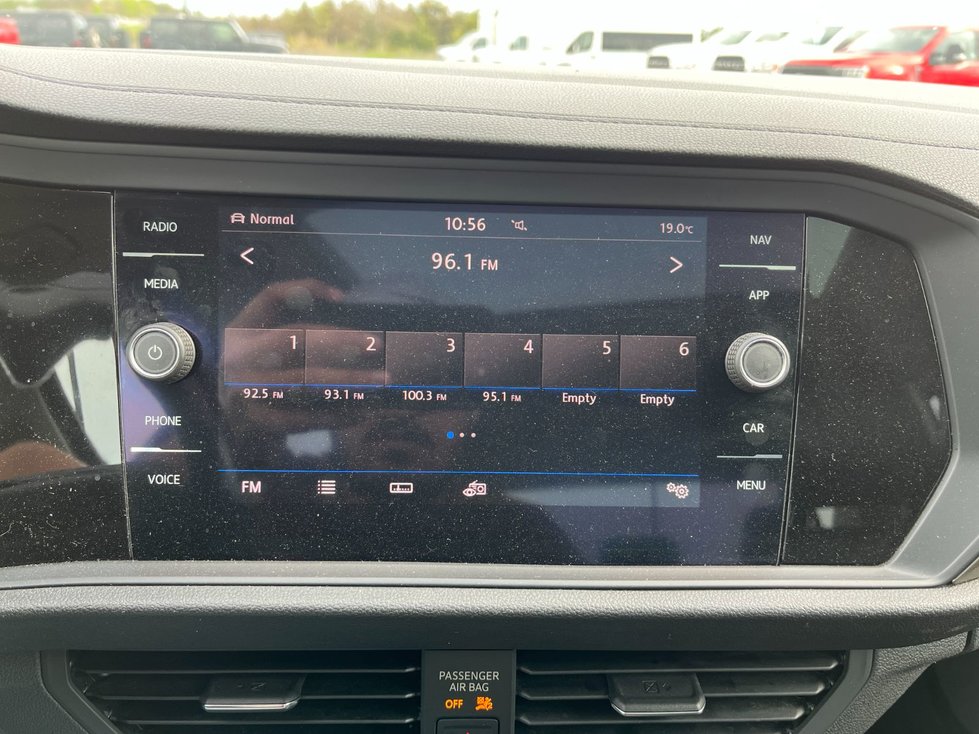 RADIO
MEDIA
PHONE
VOICE
Normal 10:56 19.0°C
< 96.1 FM >
1 2 3 4 5 6
92.5 FM 93.1 FM 100.3 FM 95.1 FM Empty Empty
FM
NAV
APP
CAR
MENU
PASSENGER
AIR BAG
OFF